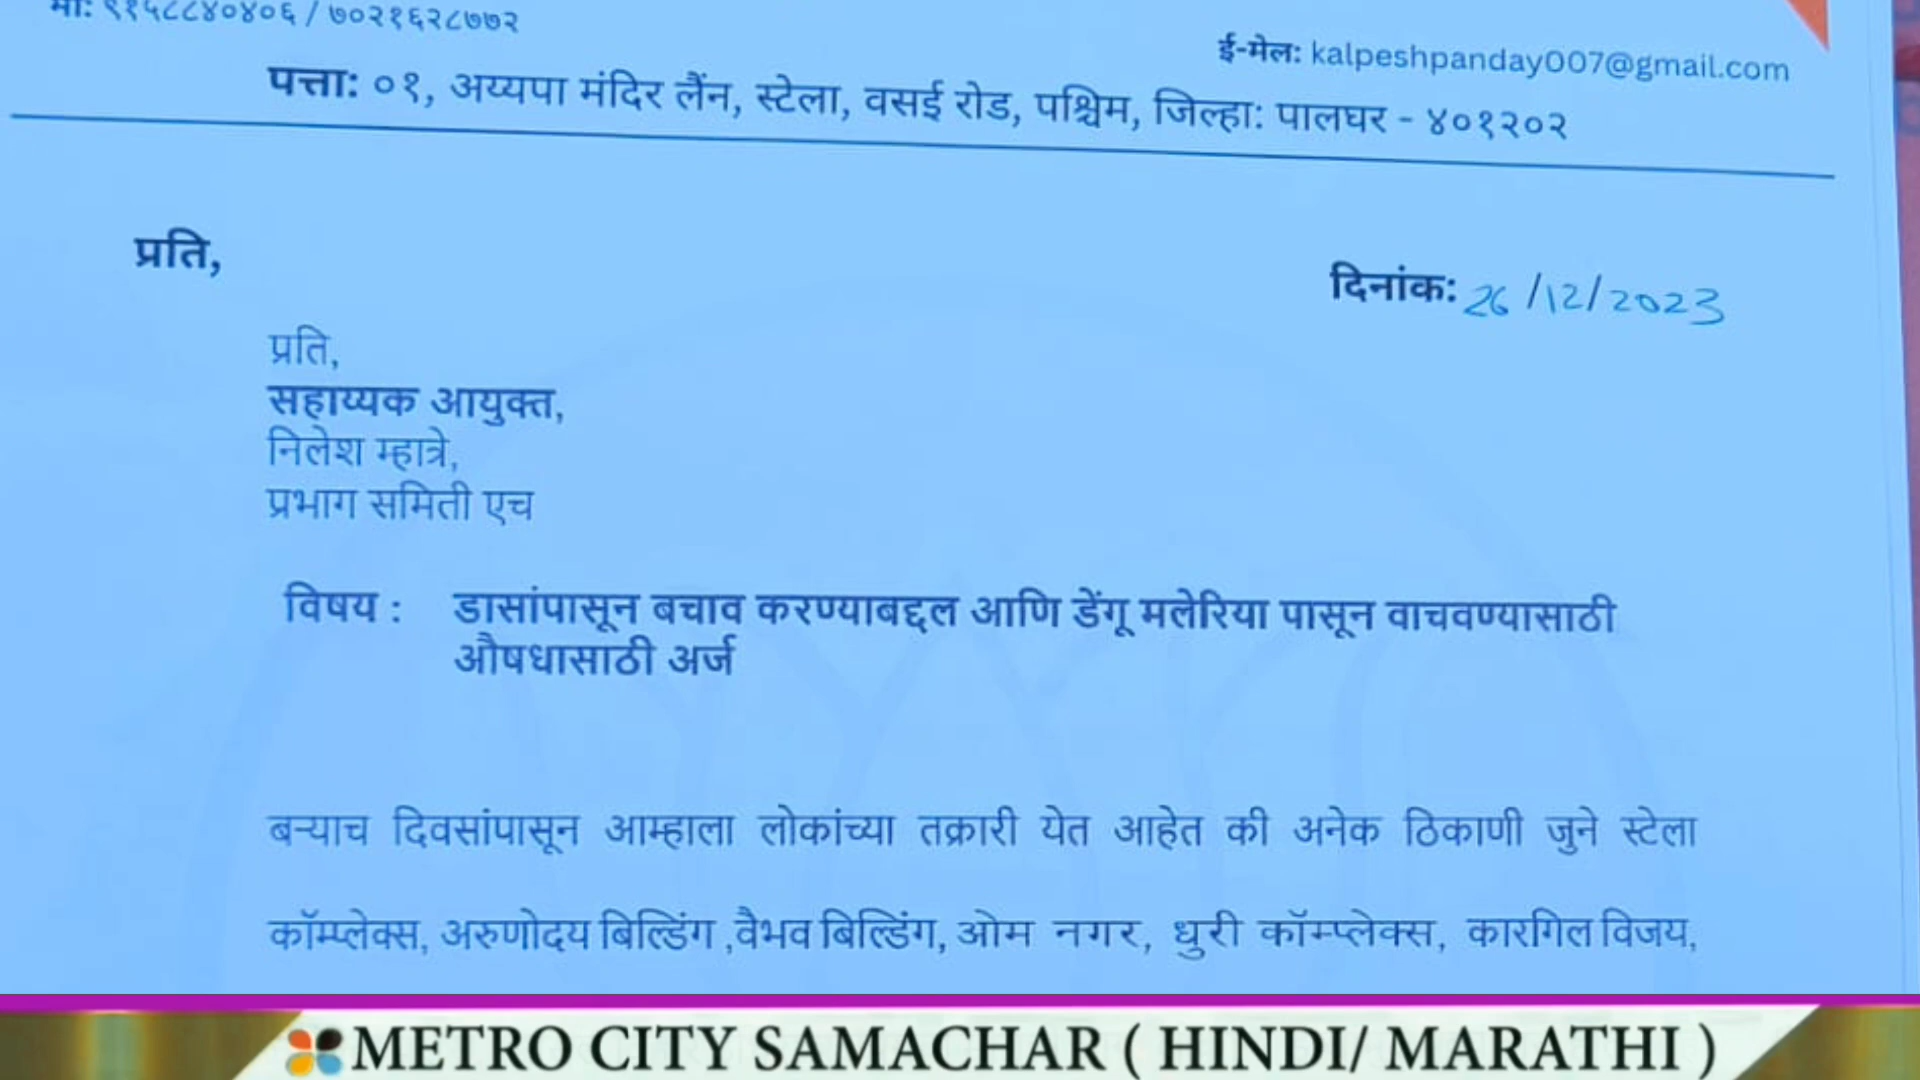 मो: ९१५८८४०४०६ / ७०२१६२८७७२
ई-मेल: kalpeshpanday007@gmail.com
पत्ता: ०१, अय्यपा मंदिर लैंन, स्टेला, वसई रोड, पश्चिम, जिल्हा: पालघर - ४०१२०२
प्रति,
दिनांक: 26/12/2023
प्रति,
सहाय्यक आयुक्त,
निलेश म्हात्रे,
प्रभाग समिती एच
विषय : डासांपासून बचाव करण्याबद्दल आणि डेंगू मलेरिया पासून वाचवण्यासाठी
औषधासाठी अर्ज
बऱ्याच दिवसांपासून आम्हाला लोकांच्या तक्रारी येत आहेत की अनेक ठिकाणी जुने स्टेला
कॉम्प्लेक्स, अरुणोदय बिल्डिंग ,वैभव बिल्डिंग, ओम नगर, धुरी कॉम्प्लेक्स, कारगिल विजय,
METRO CITY SAMACHAR ( HINDI/ MARATHI )